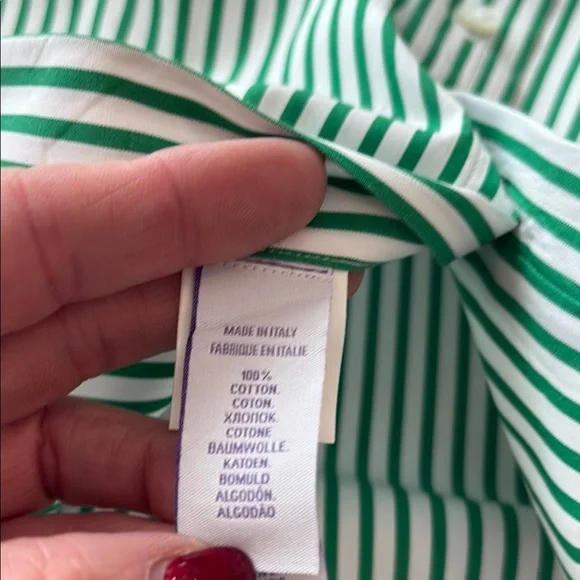 MADE IN ITALY
FABRIQUE EN ITALIE
100%
COTTON.
COTON.
ХЛОПОК.
COTONE
BAUMWOLLE.
KATOEN.
BOMULD
ALGODÓN.
ALGODÃO